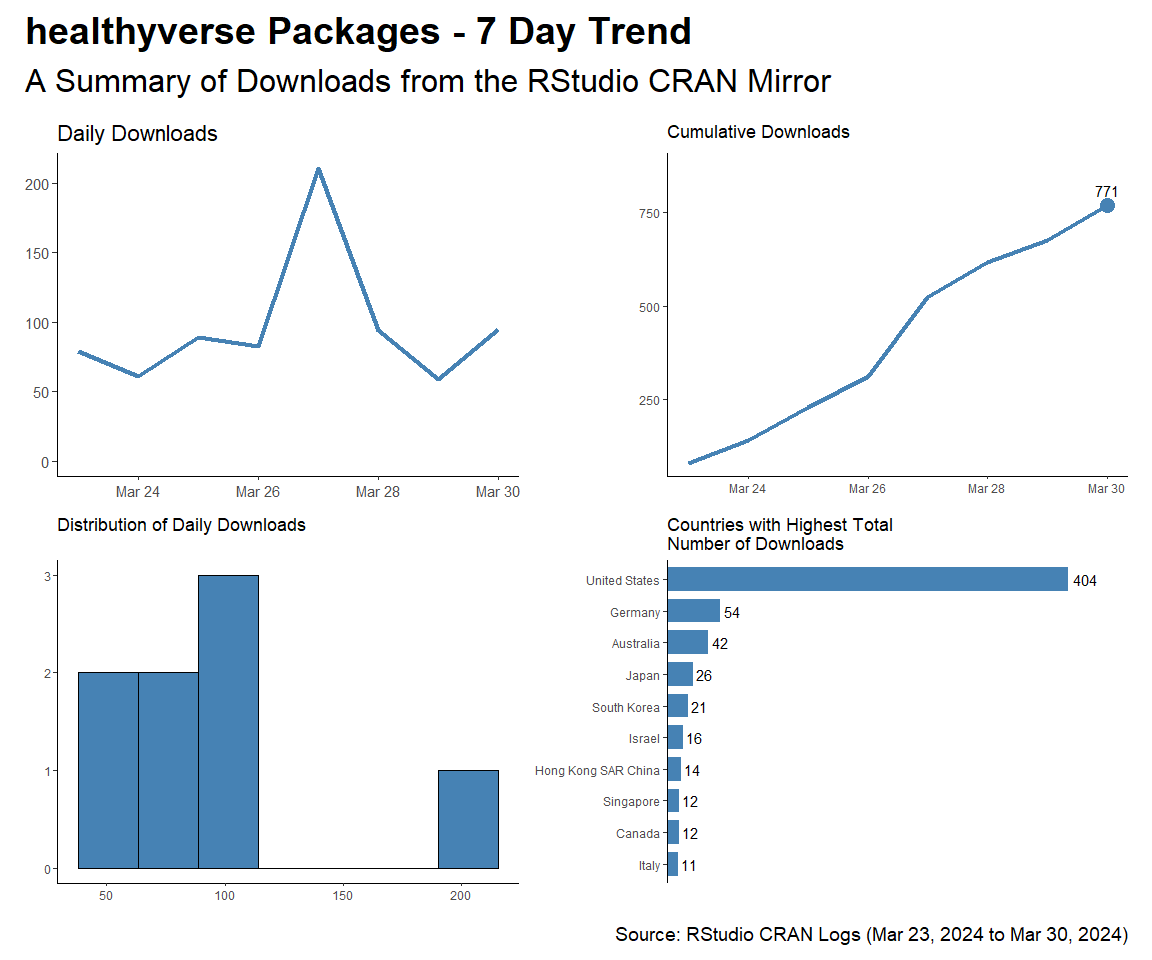 healthyverse Packages - 7 Day Trend
A Summary of Downloads from the RStudio CRAN Mirror
Daily Downloads
200
150
100
50
0
Mar 24 Mar 26 Mar 28 Mar 30
Cumulative Downloads
771
750
500
250
Mar 24 Mar 26 Mar 28 Mar 30
Distribution of Daily Downloads
3
2
1
0
50 100 150 200
Countries with Highest Total
Number of Downloads
United States 404
Germany 54
Australia 42
Japan 26
South Korea 21
Israel 16
Hong Kong SAR China 14
Singapore 12
Canada 12
Italy 11
Source: RStudio CRAN Logs (Mar 23, 2024 to Mar 30, 2024)